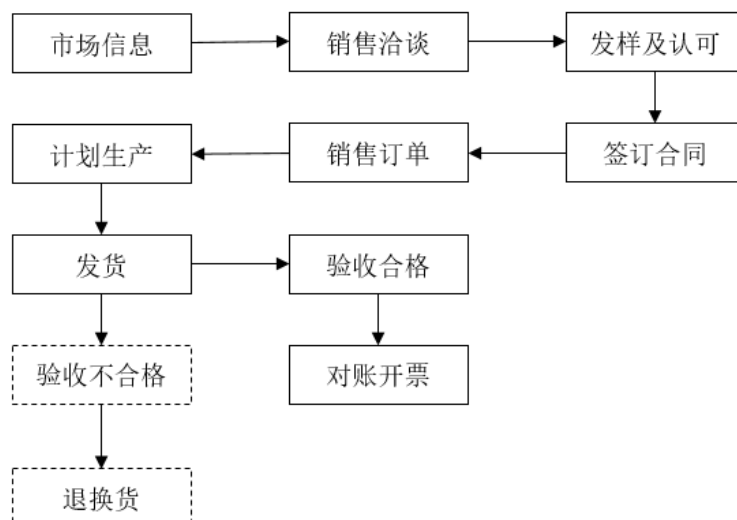 市场信息
销售洽谈
发样及认可
计划生产
销售订单
签订合同
发货
验收合格
验收不合格
对账开票
退换货